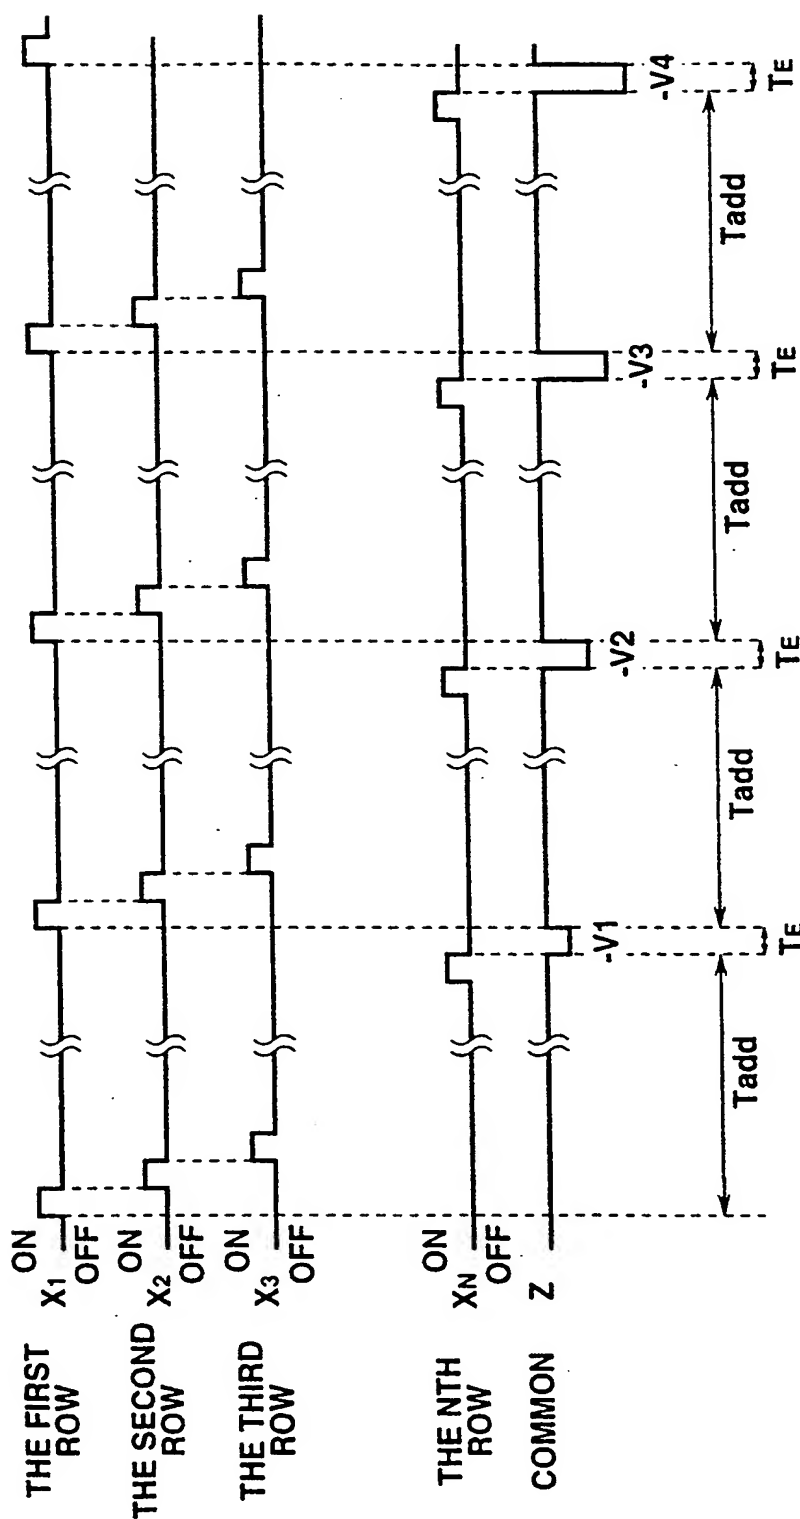 THE FIRST
ROW
X1
ON
OFF
THE SECOND
ROW
X2
ON
OFF
THE THIRD
ROW
X3
ON
OFF
THE NTH
ROW
XN
ON
OFF
COMMON
Z
-V1
-V2
-V3
-V4
Tadd
TE
Tadd
TE
Tadd
TE
Tadd
TE